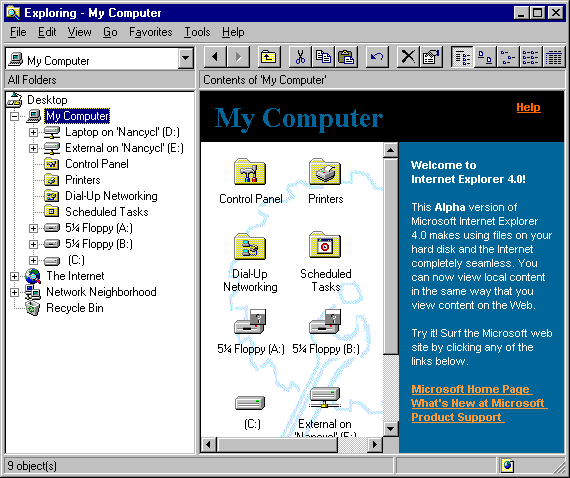 Exploring - My Computer
File Edit View Go Favorites Tools Help
My Computer
All Folders
Contents of 'My Computer'
Desktop
My Computer
Laptop on 'Nancycl' (D:)
External on 'Nancycl' (E:)
Control Panel
Printers
Dial-Up Networking
Scheduled Tasks
5¼ Floppy (A:)
5¼ Floppy (B:)
(C:)
The Internet
Network Neighborhood
Recycle Bin
My Computer
Help
Control Panel
Printers
Dial-Up
Networking
Scheduled
Tasks
5¼ Floppy (A:)
5¼ Floppy (B:)
(C:)
External on
'Nancycl' (E:)
Welcome to
Internet Explorer 4.0!
This Alpha version of
Microsoft Internet Explorer
4.0 makes using files on your
hard disk and the Internet
completely seamless. You
can now view local content
in the same way that you
view content on the Web.
Try it! Surf the Microsoft web
site by clicking any of the
links below.
Microsoft Home Page
What's New at Microsoft
Product Support
9 object(s)